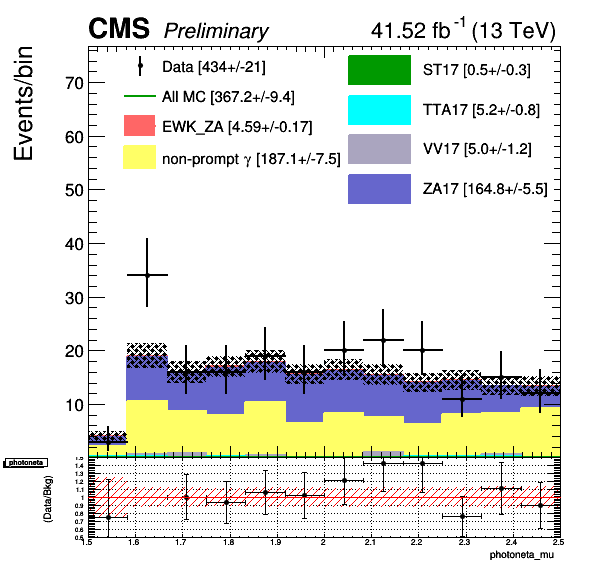 CMS Preliminary 41.52 fb⁻¹ (13 TeV)
Events/bin
70
60
50
40
30
20
10
Data [434+/-21]
All MC [367.2+/-9.4]
EWK_ZA [4.59+/-0.17]
non-prompt γ [187.1+/-7.5]
ST17 [0.5+/-0.3]
TTA17 [5.2+/-0.8]
VV17 [5.0+/-1.2]
ZA17 [164.8+/-5.5]
photoneta
(Data/Bkg)
1.5
1.4
1.3
1.2
1.1
1
0.9
0.8
0.7
0.6
0.5
1.5 1.6 1.7 1.8 1.9 2 2.1 2.2 2.3 2.4 2.5
photoneta_mu